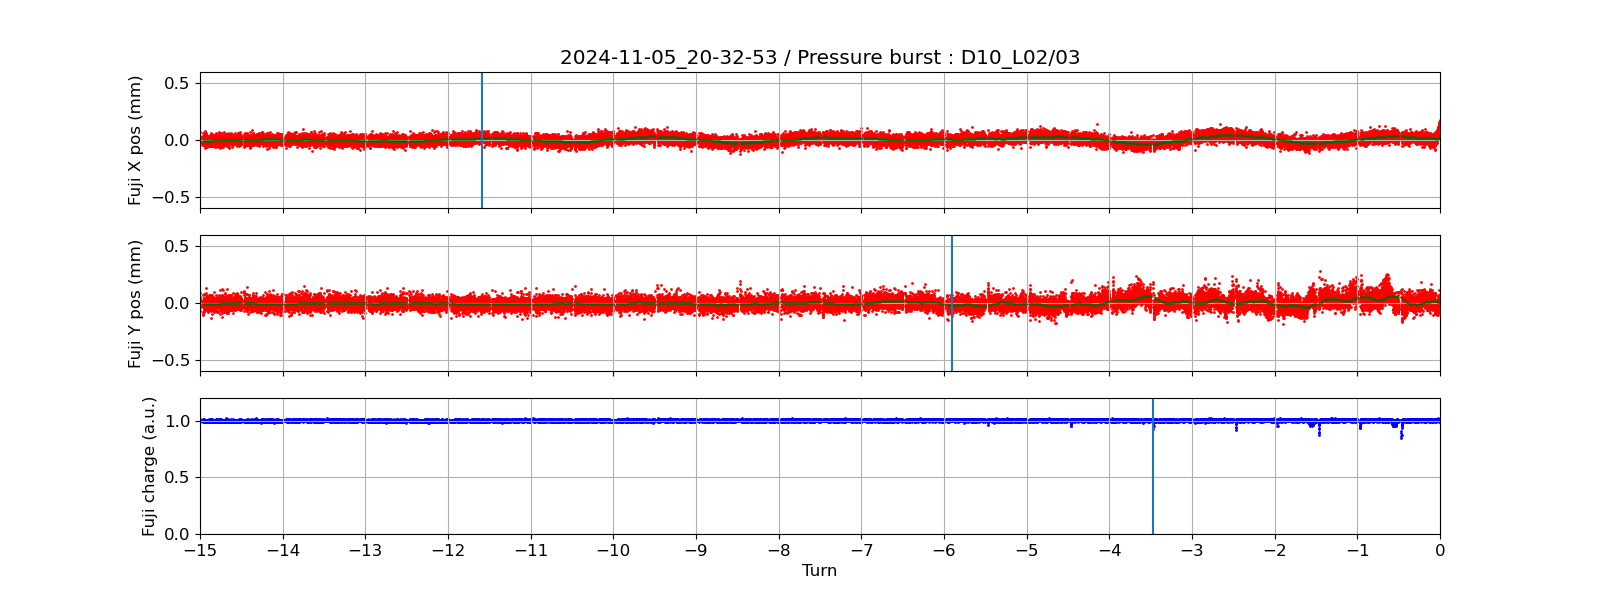 2024-11-05_20-32-53 / Pressure burst : D10_L02/03
Fuji X pos (mm)
0.5
0.0
−0.5
Fuji Y pos (mm)
0.5
0.0
−0.5
Fuji charge (a.u.)
1.0
0.5
0.0
−15 −14 −13 −12 −11 −10 −9 −8 −7 −6 −5 −4 −3 −2 −1 0
Turn